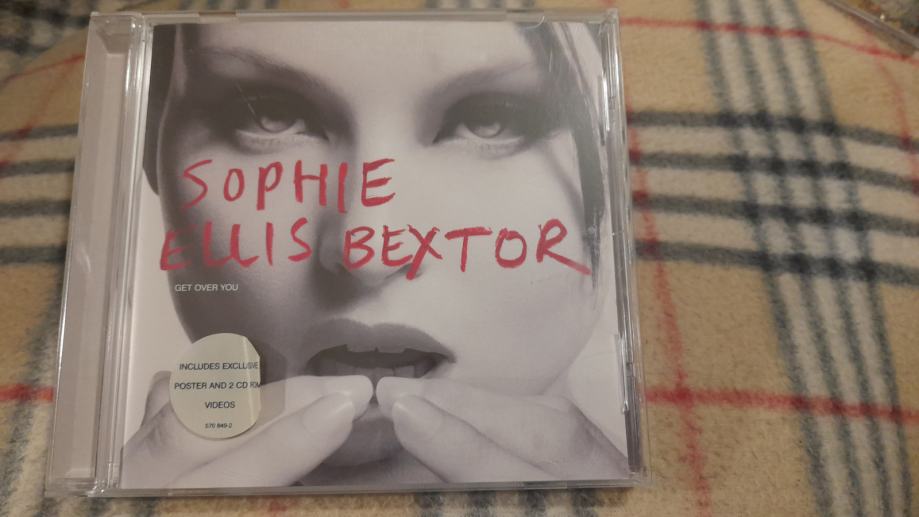 SOPHIE
ELLIS BEXTOR
GET OVER YOU
INCLUDES EXCLUSIVE
POSTER AND 2 CD ROM
VIDEOS
570 849-2